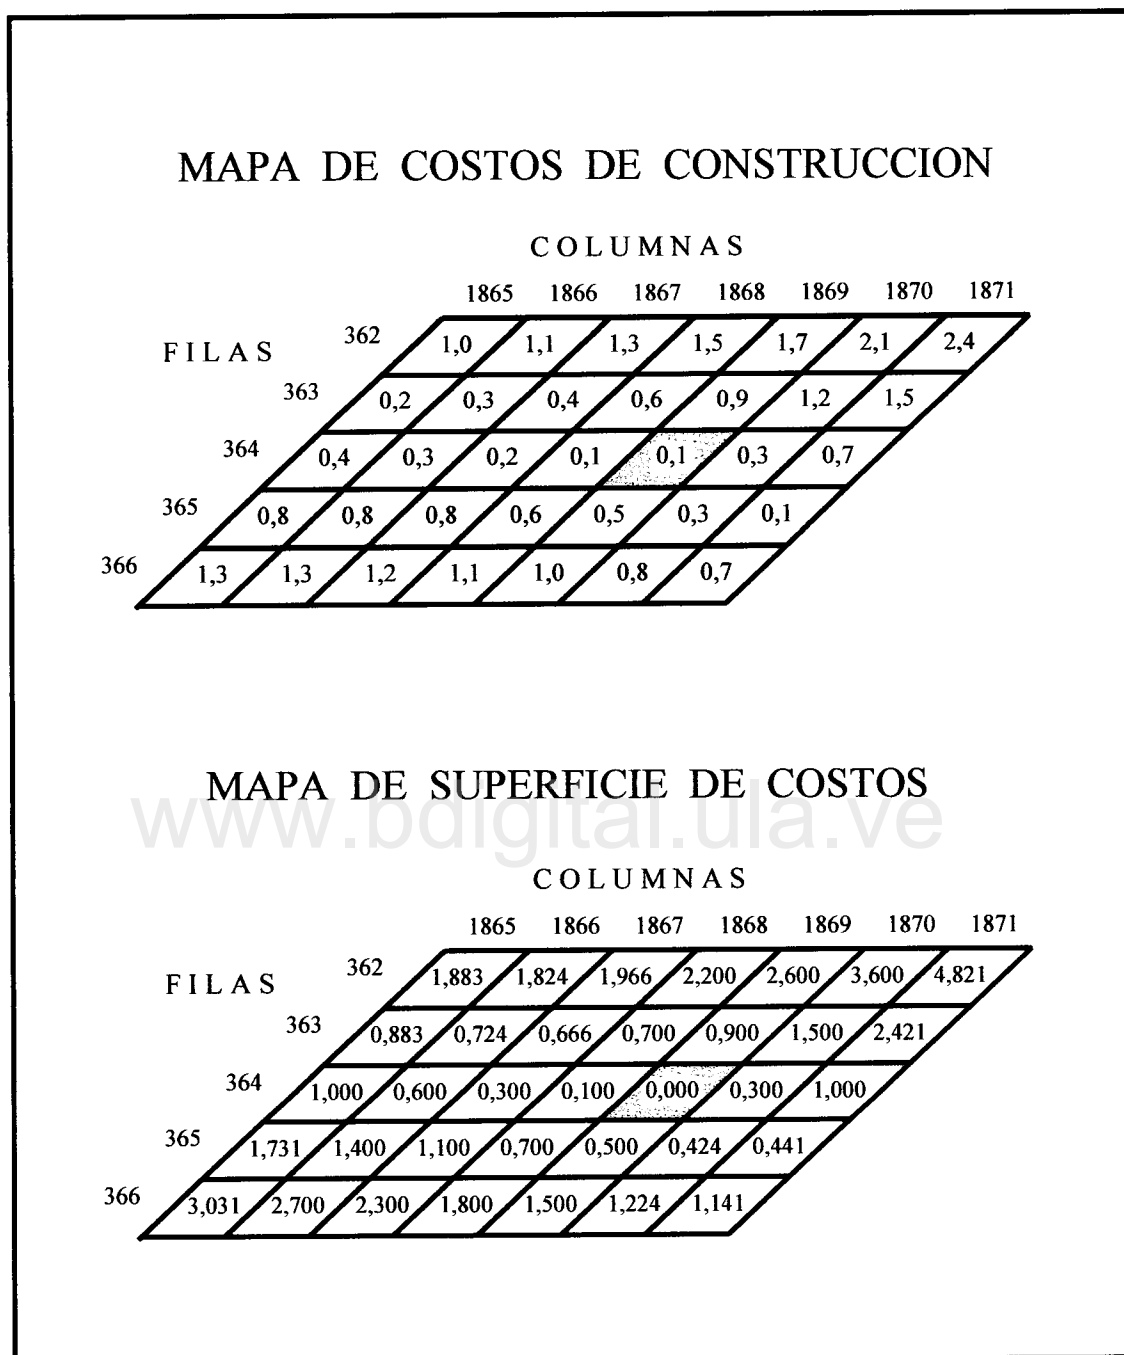 MAPA DE COSTOS DE CONSTRUCCION
COLUMNAS
1865 1866 1867 1868 1869 1870 1871
FILAS
362 1,0 1,1 1,3 1,5 1,7 2,1 2,4
363 0,2 0,3 0,4 0,6 0,9 1,2 1,5
364 0,4 0,3 0,2 0,1 0,1 0,3 0,7
365 0,8 0,8 0,8 0,6 0,5 0,3 0,1
366 1,3 1,3 1,2 1,1 1,0 0,8 0,7
MAPA DE SUPERFICIE DE COSTOS
www.bdigital.ula.ve
COLUMNAS
1865 1866 1867 1868 1869 1870 1871
FILAS
362 1,883 1,824 1,966 2,200 2,600 3,600 4,821
363 0,883 0,724 0,666 0,700 0,900 1,500 2,421
364 1,000 0,600 0,300 0,100 0,000 0,300 1,000
365 1,731 1,400 1,100 0,700 0,500 0,424 0,441
366 3,031 2,700 2,300 1,800 1,500 1,224 1,141